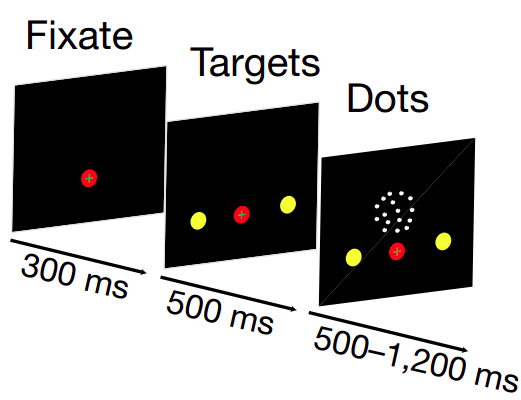 Fixate
Targets
Dots
300 ms
500 ms
500–1,200 ms